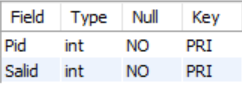 Field Type Null Key
Pid int NO PRI
Salid int NO PRI